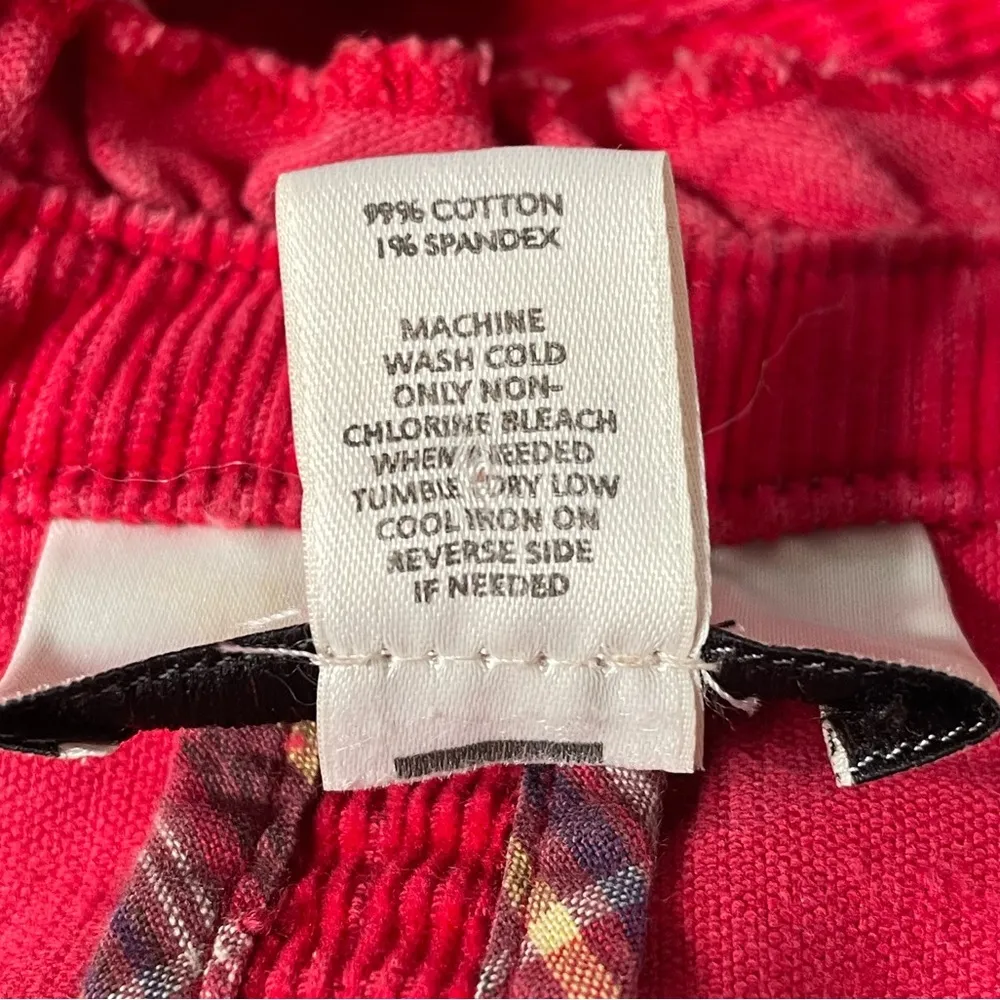 99% COTTON
1% SPANDEX
MACHINE
WASH COLD
ONLY NON-
CHLORINE BLEACH
WHEN NEEDED
TUMBLE DRY LOW
COOL IRON ON
REVERSE SIDE
IF NEEDED